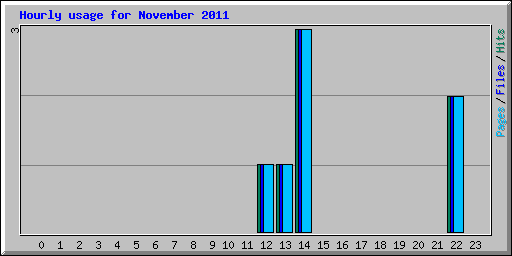 Hourly usage for November 2011
3
Pages/Files/Hits
0 1 2 3 4 5 6 7 8 9 10 11 12 13 14 15 16 17 18 19 20 21 22 23